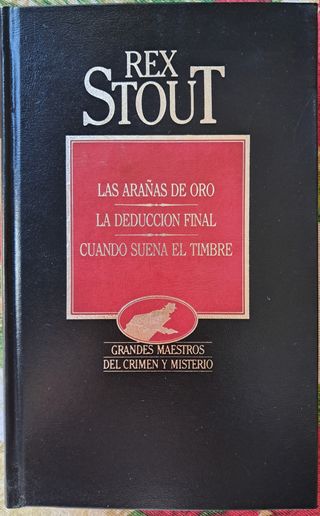 REX
STOUT
LAS ARAÑAS DE ORO
LA DEDUCCION FINAL
CUANDO SUENA EL TIMBRE
GRANDES MAESTROS
DEL CRIMEN Y MISTERIO